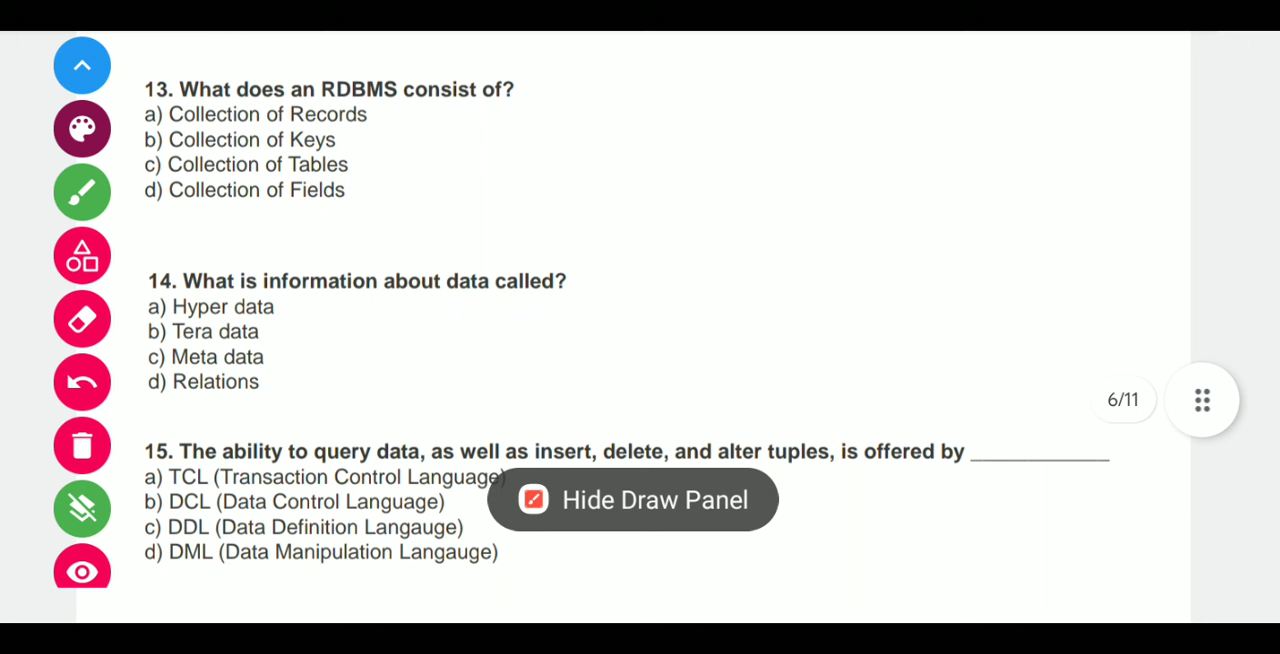 13. What does an RDBMS consist of?
a) Collection of Records
b) Collection of Keys
c) Collection of Tables
d) Collection of Fields
14. What is information about data called?
a) Hyper data
b) Tera data
c) Meta data
d) Relations
6/11
15. The ability to query data, as well as insert, delete, and alter tuples, is offered by ____________
a) TCL (Transaction Control Language)
b) DCL (Data Control Language)
c) DDL (Data Definition Langauge)
d) DML (Data Manipulation Langauge)
Hide Draw Panel